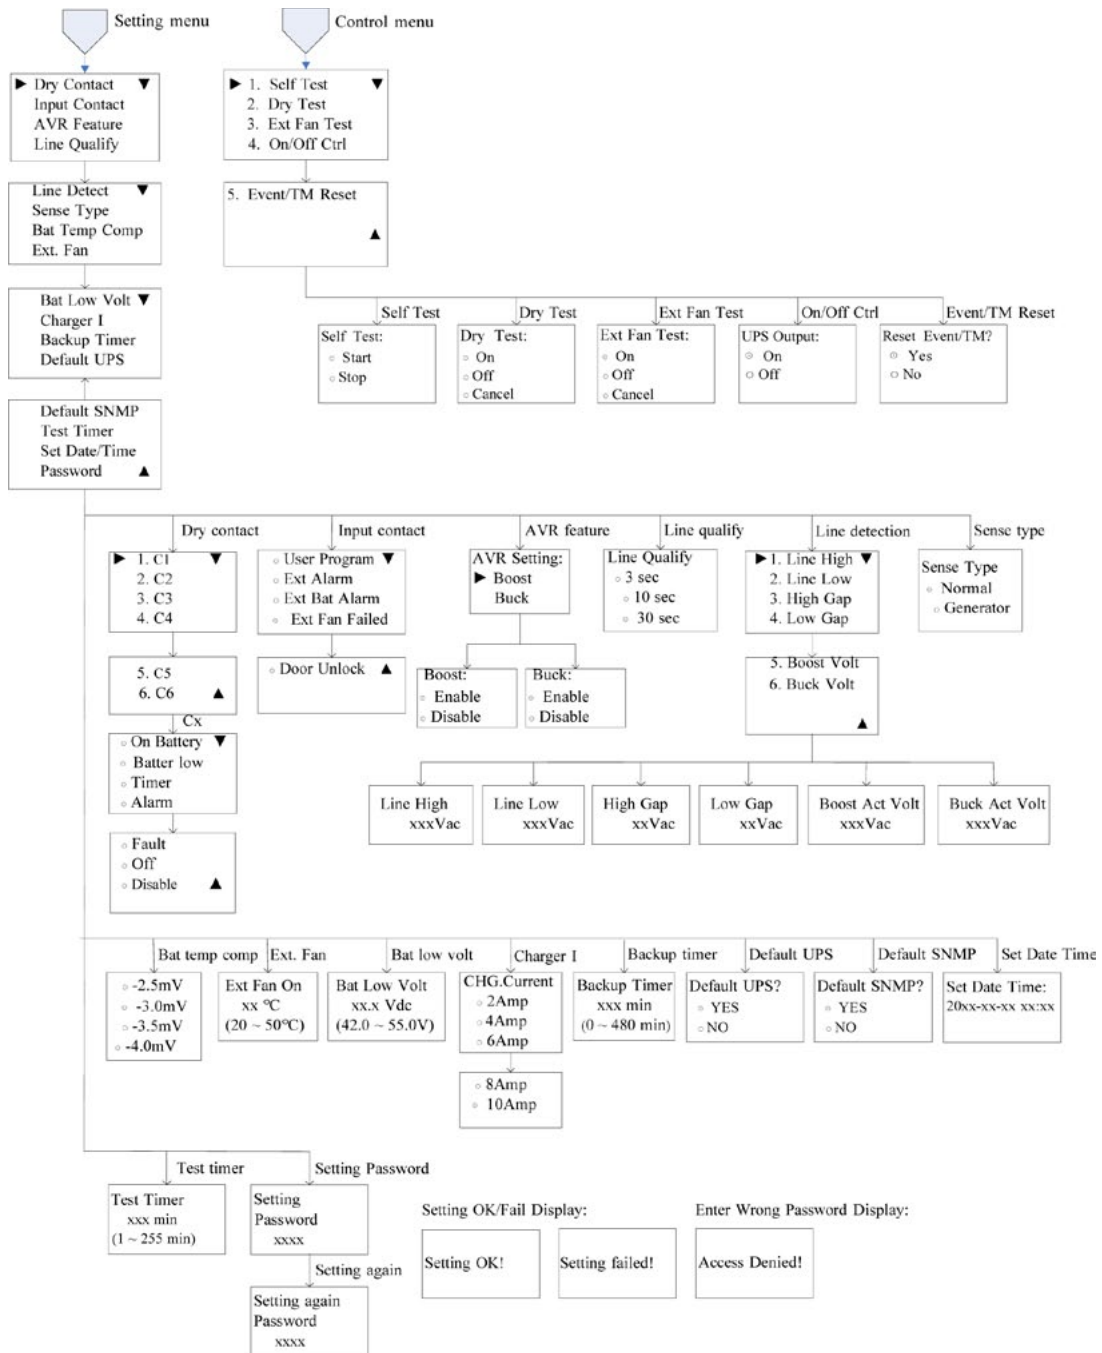 Setting menu
Control menu
▶ Dry Contact ▼
Input Contact
AVR Feature
Line Qualify
▶ 1. Self Test ▼
2. Dry Test
3. Ext Fan Test
4. On/Off Ctrl
Line Detect ▼
Sense Type
Bat Temp Comp
Ext. Fan
5. Event/TM Reset
▲
Bat Low Volt ▼
Charger I
Backup Timer
Default UPS
Default SNMP
Test Timer
Set Date/Time
Password ▲
Self Test
Self Test:
Start
Stop
Dry Test
Dry Test:
On
Off
Cancel
Ext Fan Test
Ext Fan Test:
On
Off
Cancel
On/Off Ctrl
UPS Output:
On
Off
Event/TM Reset
Reset Event/TM?
Yes
No
Dry contact
▶ 1. C1 ▼
2. C2
3. C3
4. C4
5. C5
6. C6 ▲
Cx
On Battery ▼
Batter low
Timer
Alarm
Fault
Off
Disable ▲
Input contact
User Program ▼
Ext Alarm
Ext Bat Alarm
Ext Fan Failed
Door Unlock ▲
AVR feature
AVR Setting:
▶ Boost
Buck
Boost:
Enable
Disable
Buck:
Enable
Disable
Line qualify
Line Qualify
3 sec
10 sec
30 sec
Line detection
▶ 1. Line High ▼
2. Line Low
3. High Gap
4. Low Gap
5. Boost Volt
6. Buck Volt
▲
Sense type
Sense Type
Normal
Generator
Line High
xxxVac
Line Low
xxxVac
High Gap
xxVac
Low Gap
xxVac
Boost Act Volt
xxxVac
Buck Act Volt
xxxVac
Bat temp comp
-2.5mV
-3.0mV
-3.5mV
-4.0mV
Ext. Fan
Ext Fan On
xx ℃
(20 ~ 50℃)
Bat low volt
Bat Low Volt
xx.x Vdc
(42.0 ~ 55.0V)
Charger I
CHG.Current
2Amp
4Amp
6Amp
8Amp
10Amp
Backup timer
Backup Timer
xxx min
(0 ~ 480 min)
Default UPS
Default UPS?
YES
NO
Default SNMP
Default SNMP?
YES
NO
Set Date Time
Set Date Time:
20xx-xx-xx xx:xx
Test timer
Test Timer
xxx min
(1 ~ 255 min)
Setting Password
Setting
Password
xxxx
Setting again
Setting again
Password
xxxx
Setting OK/Fail Display:
Setting OK!
Setting failed!
Enter Wrong Password Display:
Access Denied!